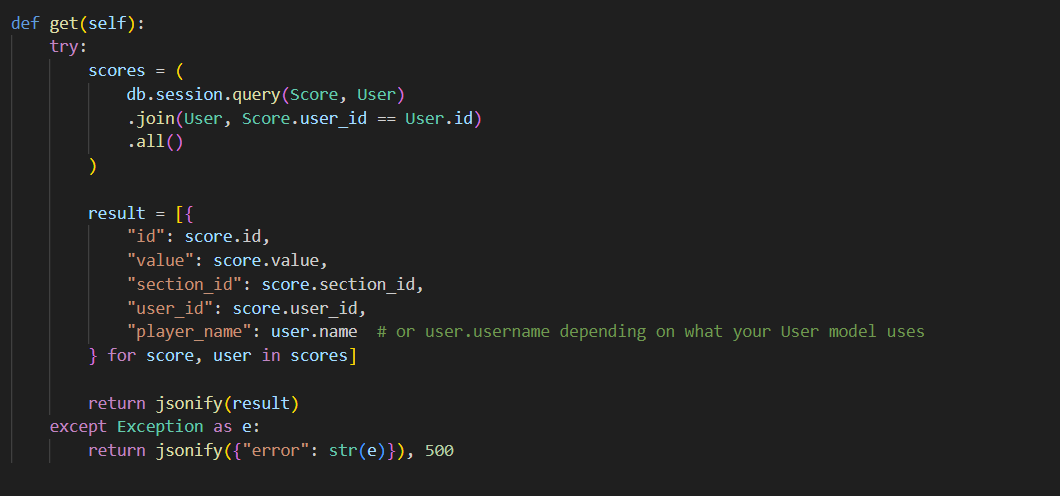 def get(self):
    try:
        scores = (
            db.session.query(Score, User)
            .join(User, Score.user_id == User.id)
            .all()
        )

        result = [{
            "id": score.id,
            "value": score.value,
            "section_id": score.section_id,
            "user_id": score.user_id,
            "player_name": user.name  # or user.username depending on what your User model uses
        } for score, user in scores]

        return jsonify(result)
    except Exception as e:
        return jsonify({"error": str(e)}), 500